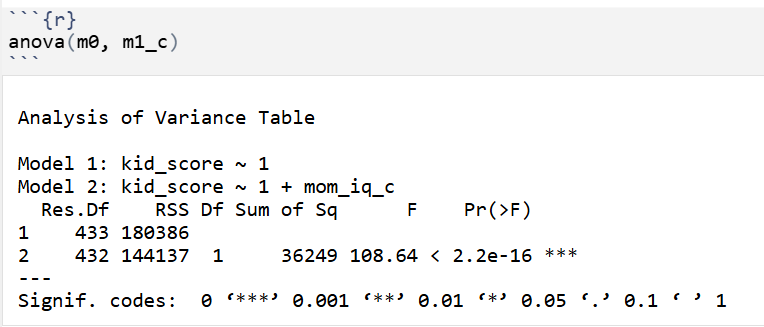 ```{r}
anova(m0, m1_c)
```
Analysis of Variance Table
Model 1: kid_score ~ 1
Model 2: kid_score ~ 1 + mom_iq_c
  Res.Df    RSS Df Sum of Sq      F    Pr(>F)
1    433 180386
2    432 144137  1     36249 108.64 < 2.2e-16 ***
---
Signif. codes:  0 ‘***’ 0.001 ‘**’ 0.01 ‘*’ 0.05 ‘.’ 0.1 ‘ ’ 1